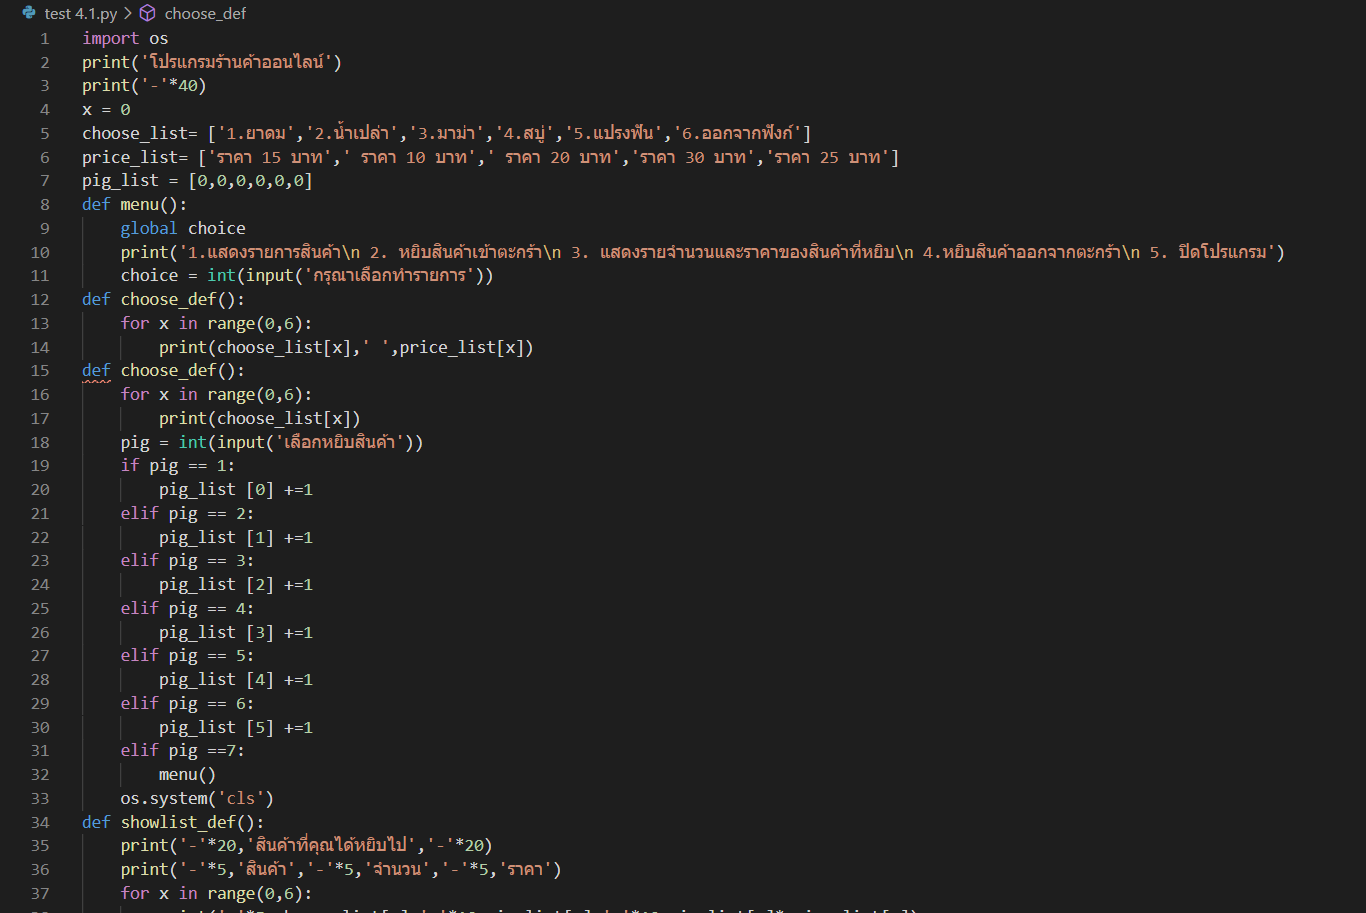 test 4.1.py > choose_def
1 import os
2 print('โปรแกรมร้านค้าออนไลน์')
3 print('-'*40)
4 x = 0
5 choose_list= ['1.ยาดม','2.น้ำเปล่า','3.มาม่า','4.สบู่','5.แปรงฟัน','6.ออกจากฟังก์']
6 price_list= ['ราคา 15 บาท',' ราคา 10 บาท',' ราคา 20 บาท','ราคา 30 บาท','ราคา 25 บาท']
7 pig_list = [0,0,0,0,0,0]
8 def menu():
9     global choice
10     print('1.แสดงรายการสินค้า\n 2. หยิบสินค้าเข้าตะกร้า\n 3. แสดงรายจำนวนและราคาของสินค้าที่หยิบ\n 4.หยิบสินค้าออกจากตะกร้า\n 5. ปิดโปรแกรม')
11     choice = int(input('กรุณาเลือกทำรายการ'))
12 def choose_def():
13     for x in range(0,6):
14         print(choose_list[x],' ',price_list[x])
15 def choose_def():
16     for x in range(0,6):
17         print(choose_list[x])
18     pig = int(input('เลือกหยิบสินค้า'))
19     if pig == 1:
20         pig_list [0] +=1
21     elif pig == 2:
22         pig_list [1] +=1
23     elif pig == 3:
24         pig_list [2] +=1
25     elif pig == 4:
26         pig_list [3] +=1
27     elif pig == 5:
28         pig_list [4] +=1
29     elif pig == 6:
30         pig_list [5] +=1
31     elif pig ==7:
32         menu()
33     os.system('cls')
34 def showlist_def():
35     print('-'*20,'สินค้าที่คุณได้หยิบไป','-'*20)
36     print('-'*5,'สินค้า','-'*5,'จำนวน','-'*5,'ราคา')
37     for x in range(0,6):